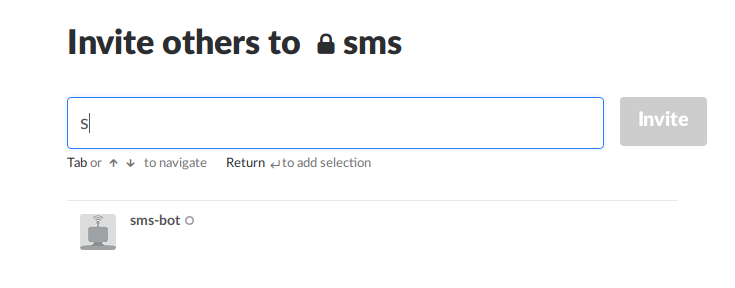 Invite others to sms
s
Invite
Tab or ↑ ↓ to navigate Return ↵ to add selection
sms-bot